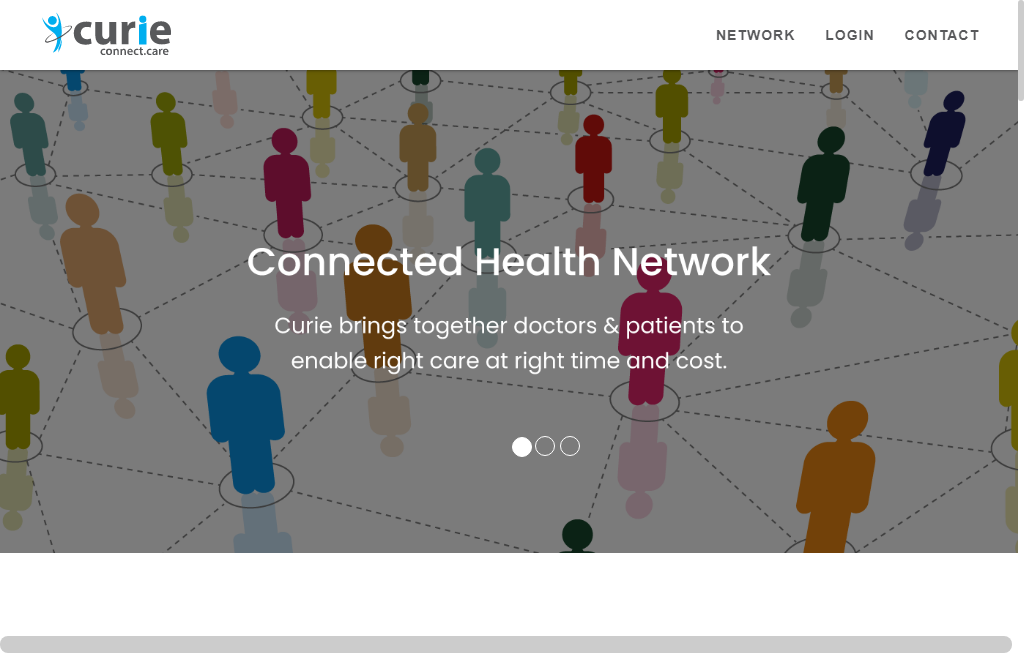 curie
connect.care
NETWORK LOGIN CONTACT
Connected Health Network
Curie brings together doctors & patients to
enable right care at right time and cost.